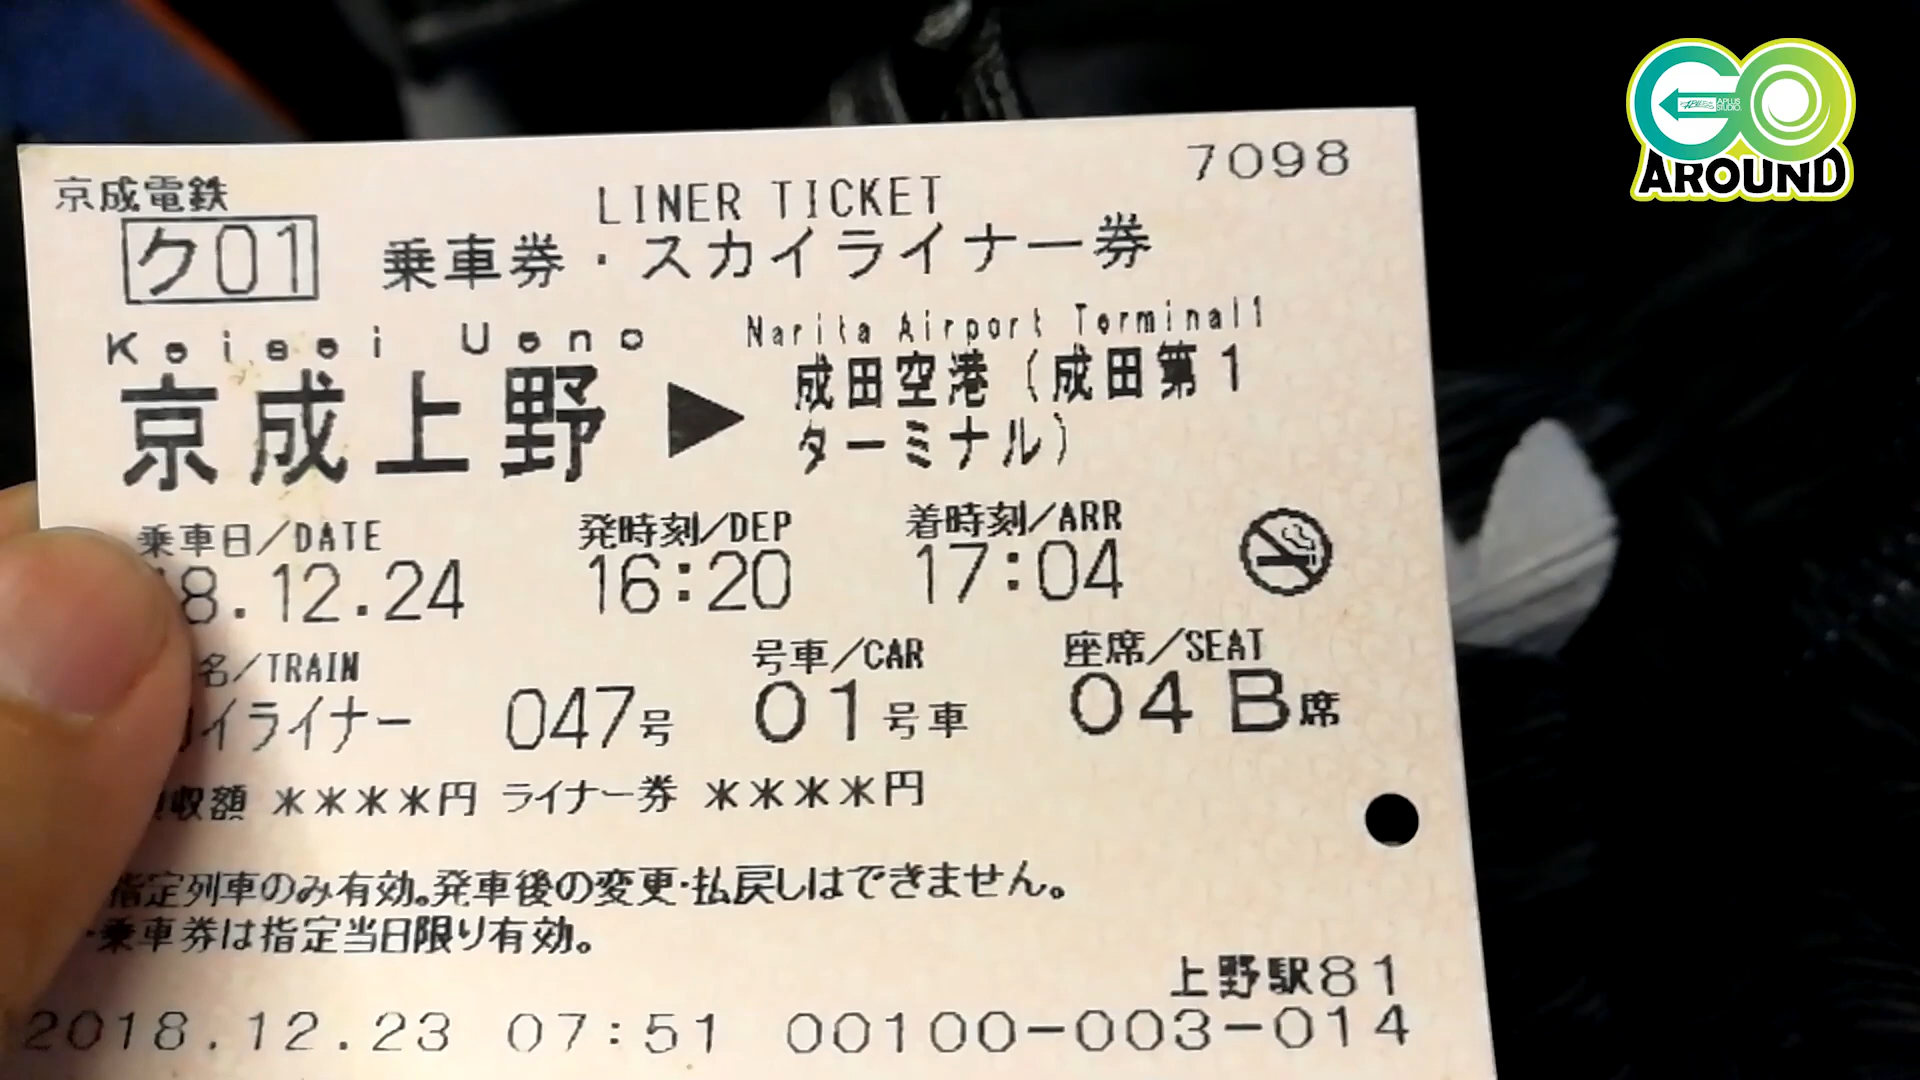 GO
AROUND
7098
京成電鉄
LINER TICKET
ク01 乗車券・スカイライナー券
Keisei Ueno Narita Airport Terminal1
京成上野 ▶ 成田空港(成田第1
ターミナル)
乗車日/DATE 発時刻/DEP 着時刻/ARR
8.12.24 16:20 17:04
名/TRAIN 号車/CAR 座席/SEAT
イライナー 047号 01号車 04 B席
収額 ****円 ライナー券 ****円
指定列車のみ有効。発車後の変更・払戻しはできません。
・乗車券は指定当日限り有効。
上野駅81
2018.12.23 07:51 00100-003-014